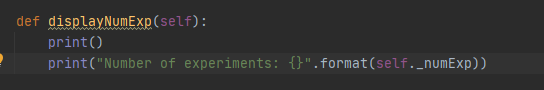 def displayNumExp(self):
    print()
    print("Number of experiments: {}".format(self._numExp))